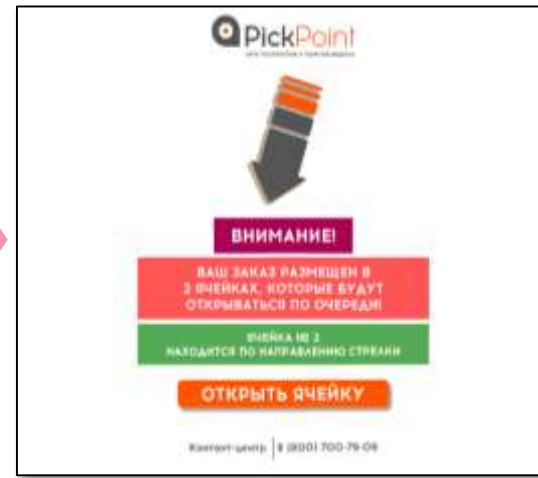 PickPoint
ВНИМАНИЕ!
ВАШ ЗАКАЗ РАЗМЕЩЕН В
2 ЯЧЕЙКАХ, КОТОРЫЕ БУДУТ
ОТКРЫВАТЬСЯ ПО ОЧЕРЕДИ!
ЯЧЕЙКА № 2
НАХОДИТСЯ ПО НАПРАВЛЕНИЮ СТРЕЛКИ
ОТКРЫТЬ ЯЧЕЙКУ
Контакт-центр 8 (800) 700-79-09